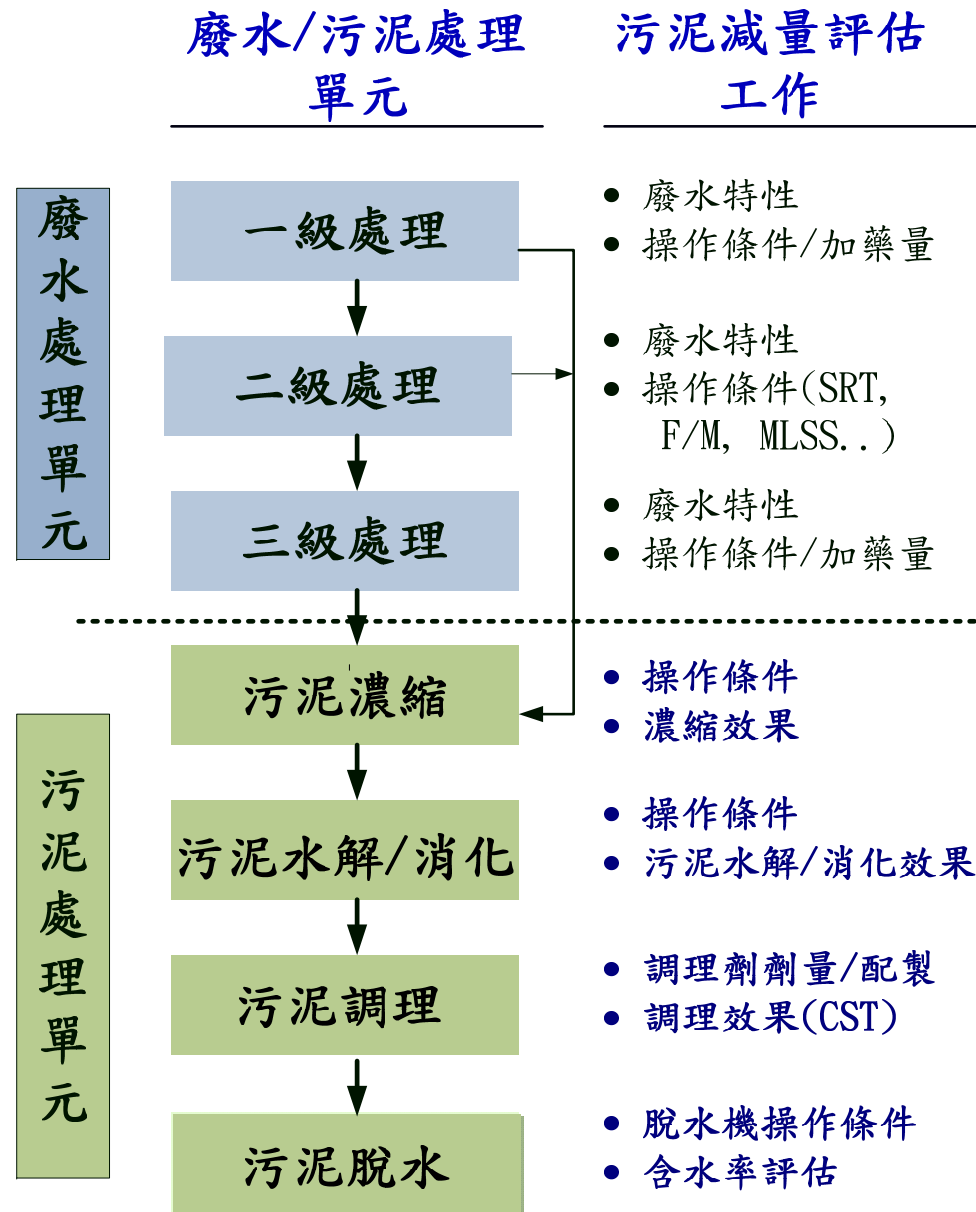 廢水/污泥處理
單元
污泥減量評估
工作
廢水處理單元
一級處理
• 廢水特性
• 操作條件/加藥量
二級處理
• 廢水特性
• 操作條件(SRT,
F/M, MLSS..)
三級處理
• 廢水特性
• 操作條件/加藥量
污泥處理單元
污泥濃縮
• 操作條件
• 濃縮效果
污泥水解/消化
• 操作條件
• 污泥水解/消化效果
污泥調理
• 調理劑劑量/配製
• 調理效果(CST)
污泥脫水
• 脫水機操作條件
• 含水率評估